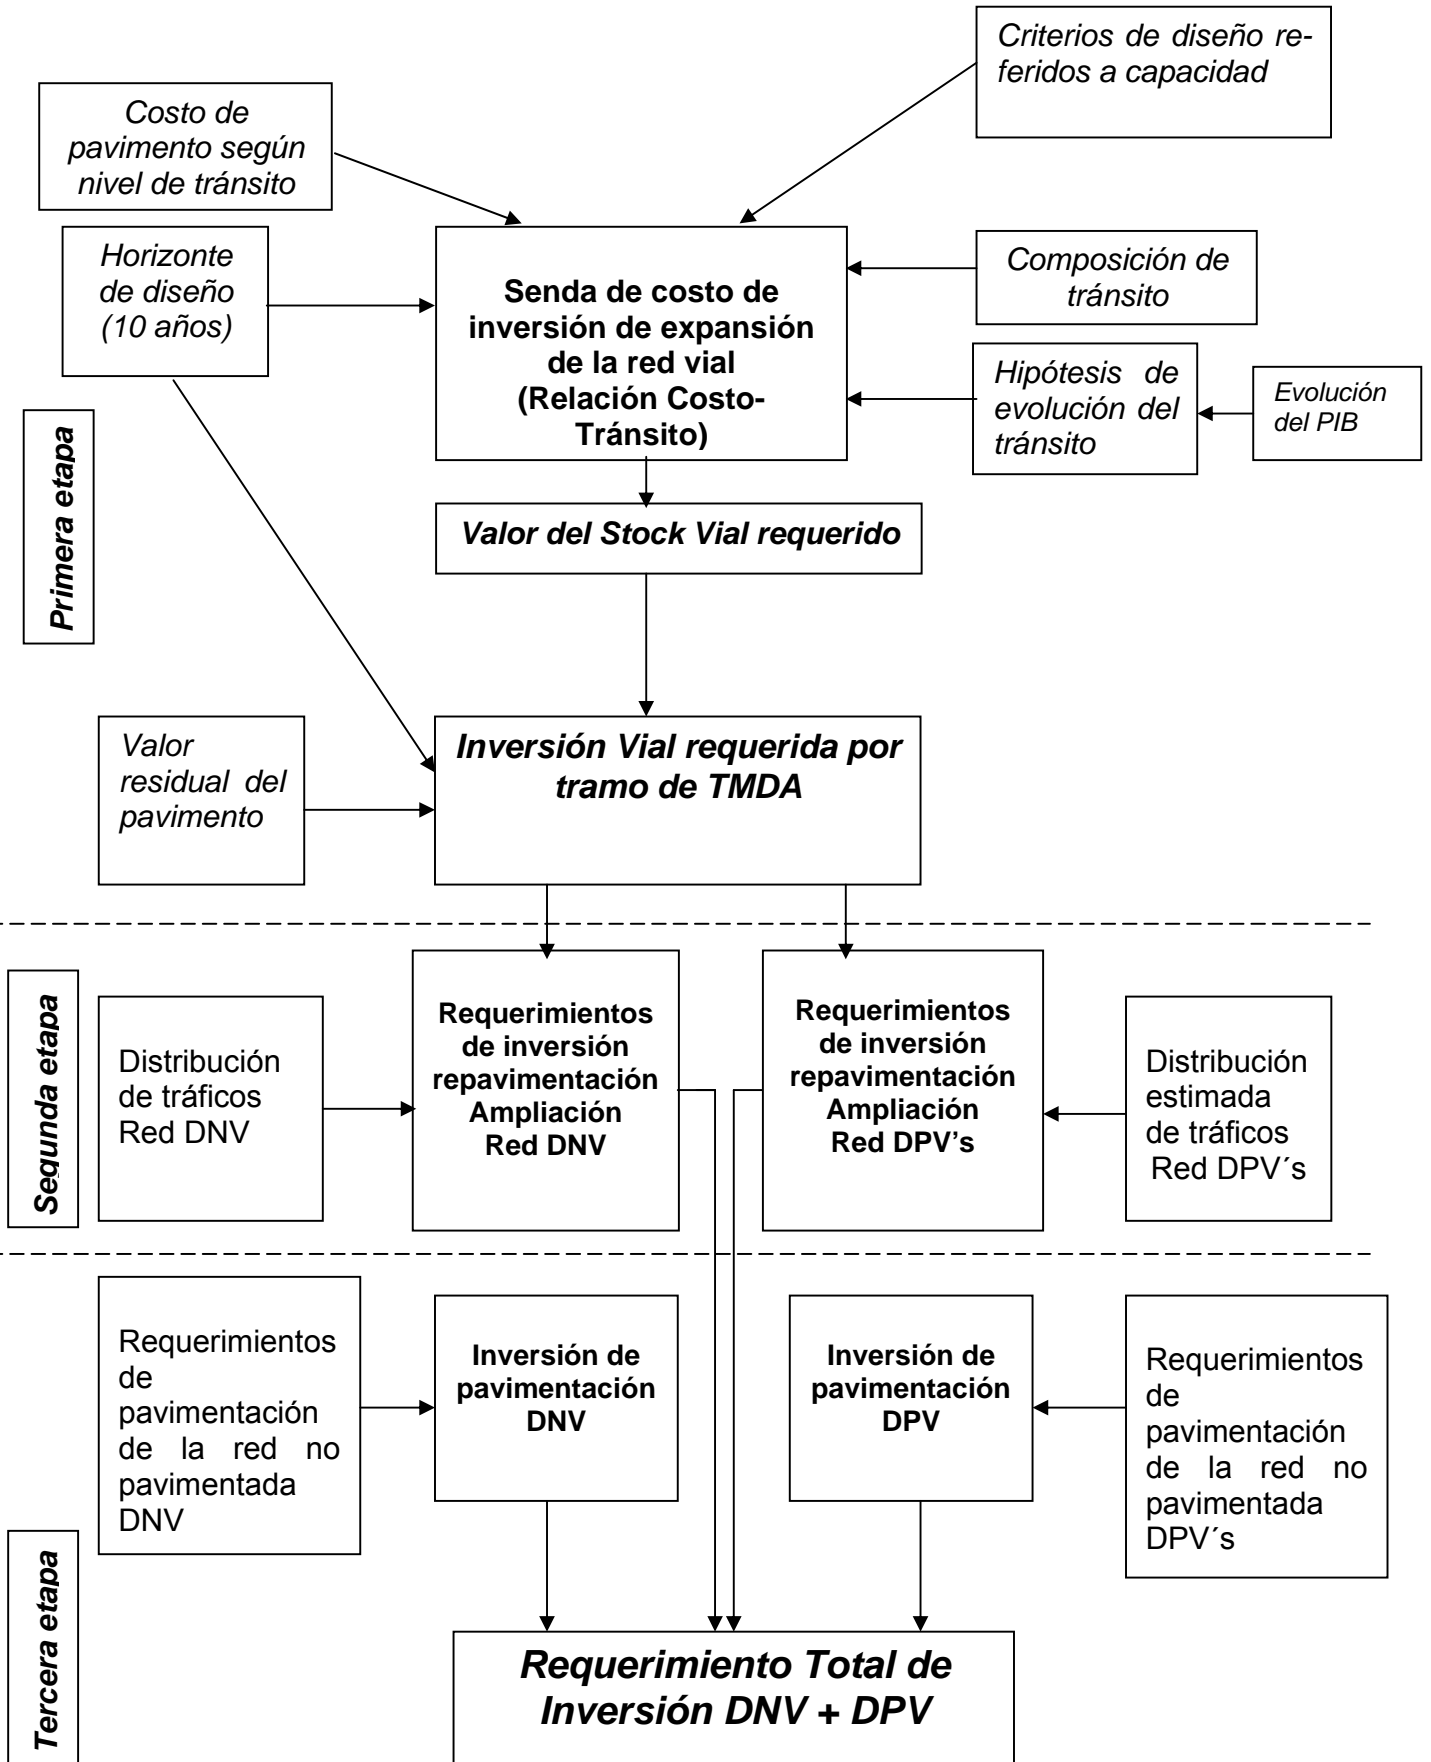 Criterios de diseño re-
feridos a capacidad
Costo de
pavimento según
nivel de tránsito
Horizonte
de diseño
(10 años)
Senda de costo de
inversión de expansión
de la red vial
(Relación Costo-
Tránsito)
Composición de
tránsito
Hipótesis de
evolución del
tránsito
Evolución
del PIB
Primera etapa
Valor del Stock Vial requerido
Valor
residual del
pavimento
Inversión Vial requerida por
tramo de TMDA
Segunda etapa
Distribución
de tráficos
Red DNV
Requerimientos
de inversión
repavimentación
Ampliación
Red DNV
Requerimientos
de inversión
repavimentación
Ampliación
Red DPV’s
Distribución
estimada
de tráficos
Red DPV´s
Requerimientos
de
pavimentación
de la red no
pavimentada
DNV
Inversión de
pavimentación
DNV
Inversión de
pavimentación
DPV
Requerimientos
de
pavimentación
de la red no
pavimentada
DPV´s
Tercera etapa
Requerimiento Total de
Inversión DNV + DPV